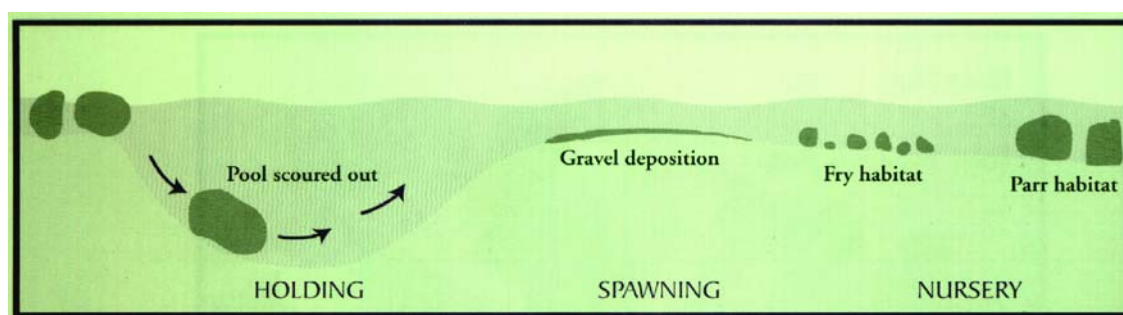 Pool scoured out
Gravel deposition
Fry habitat
Parr habitat
HOLDING
SPAWNING
NURSERY